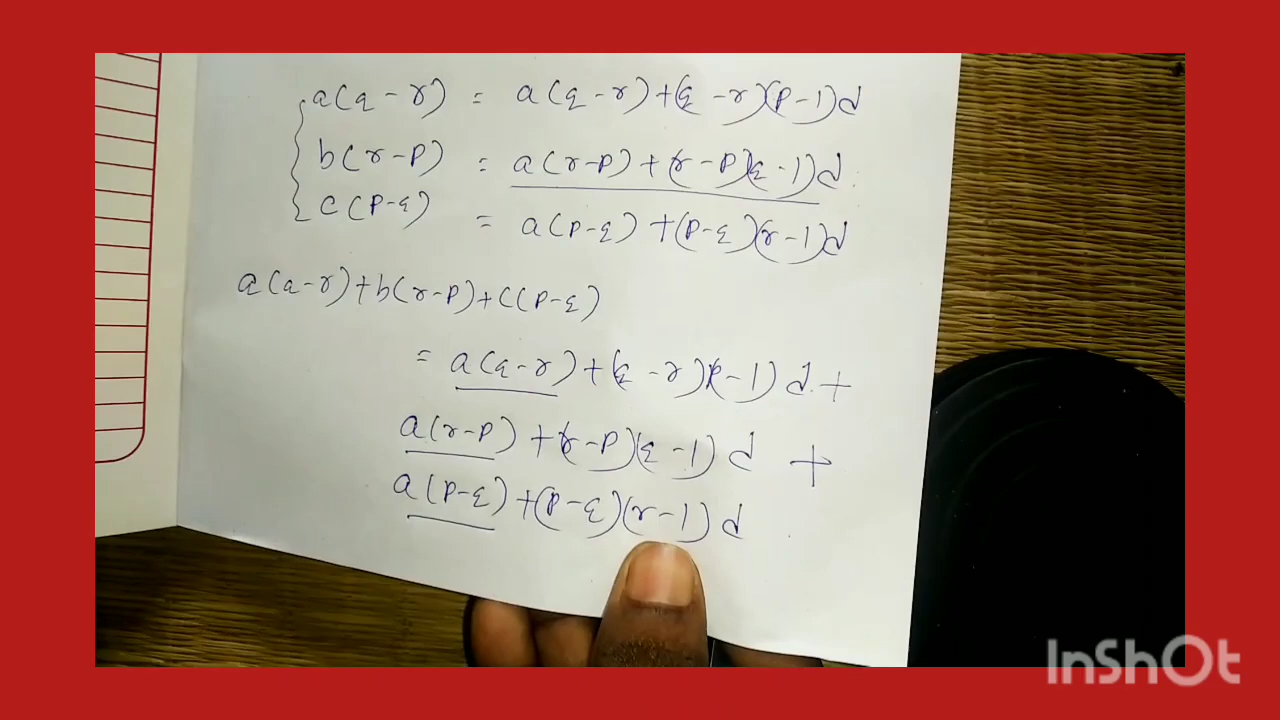 a(q-r) = a(q-r)+(q-r)(p-1)d
b(r-p) = a(r-p)+(r-p)(q-1)d
c(p-q) = a(p-q)+(p-q)(r-1)d
a(q-r)+b(r-p)+c(p-q)
= a(q-r)+(q-r)(p-1)d+
a(r-p)+(r-p)(q-1)d +
a(p-q)+(p-q)(r-1)d
InShOt